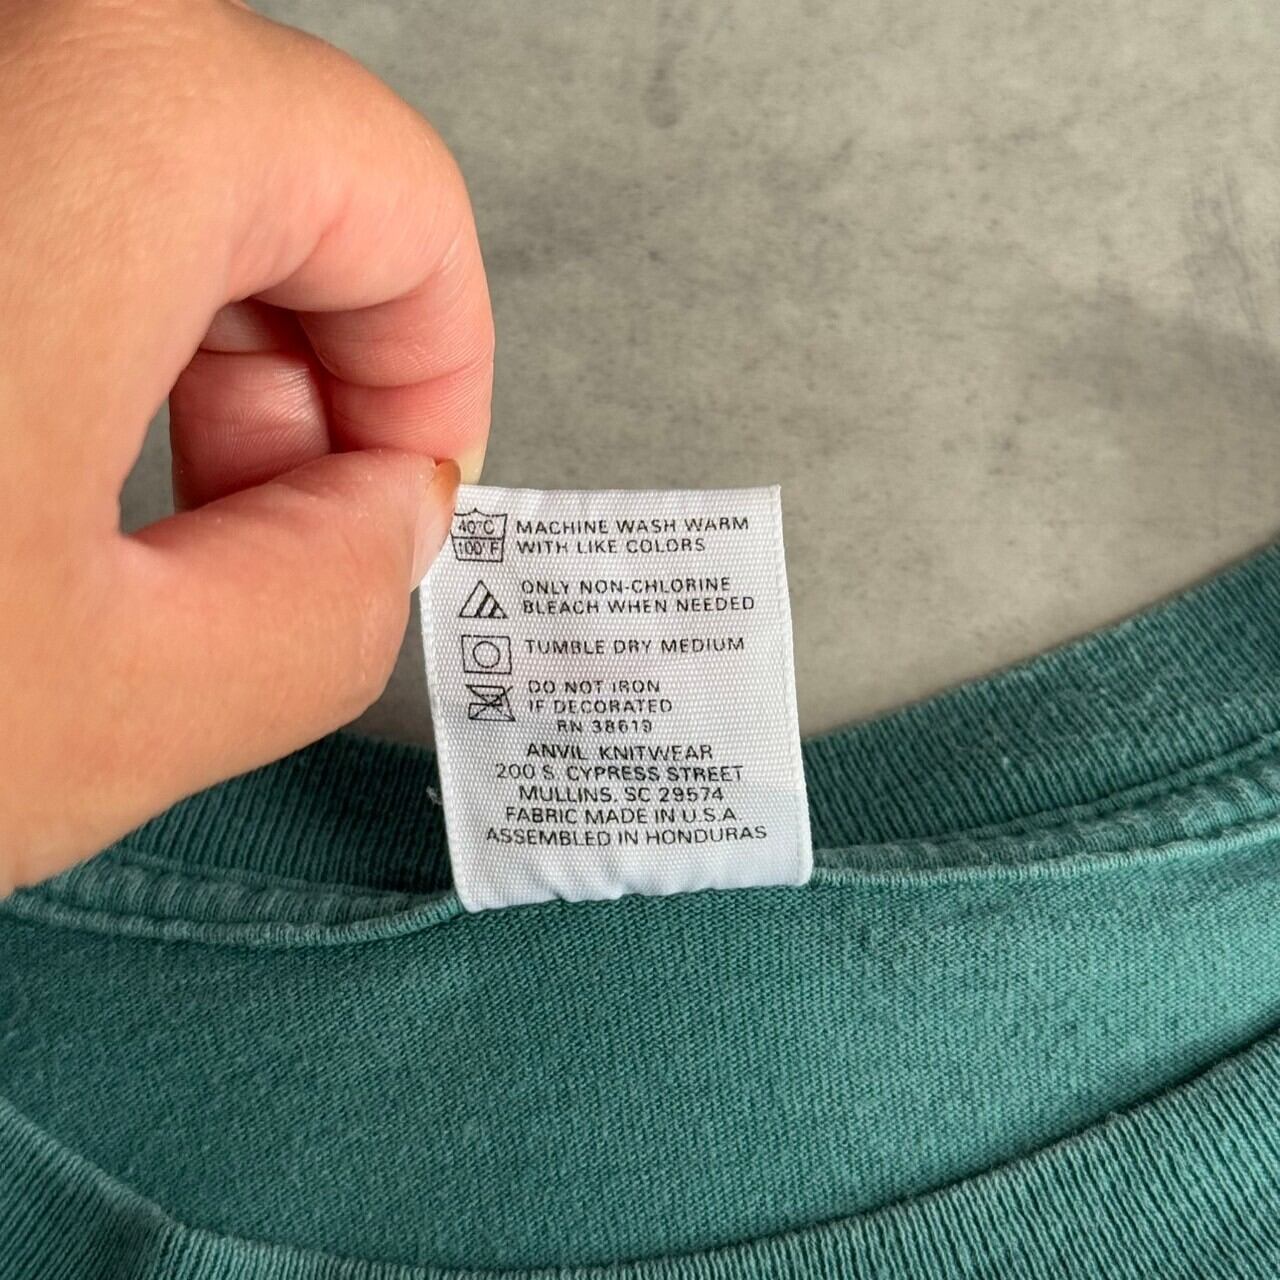 40°C MACHINE WASH WARM
100°F WITH LIKE COLORS
ONLY NON-CHLORINE
BLEACH WHEN NEEDED
TUMBLE DRY MEDIUM
DO NOT IRON
IF DECORATED
RN 38619
ANVIL KNITWEAR
200 S. CYPRESS STREET
MULLINS, SC 29574
FABRIC MADE IN U.S.A.
ASSEMBLED IN HONDURAS